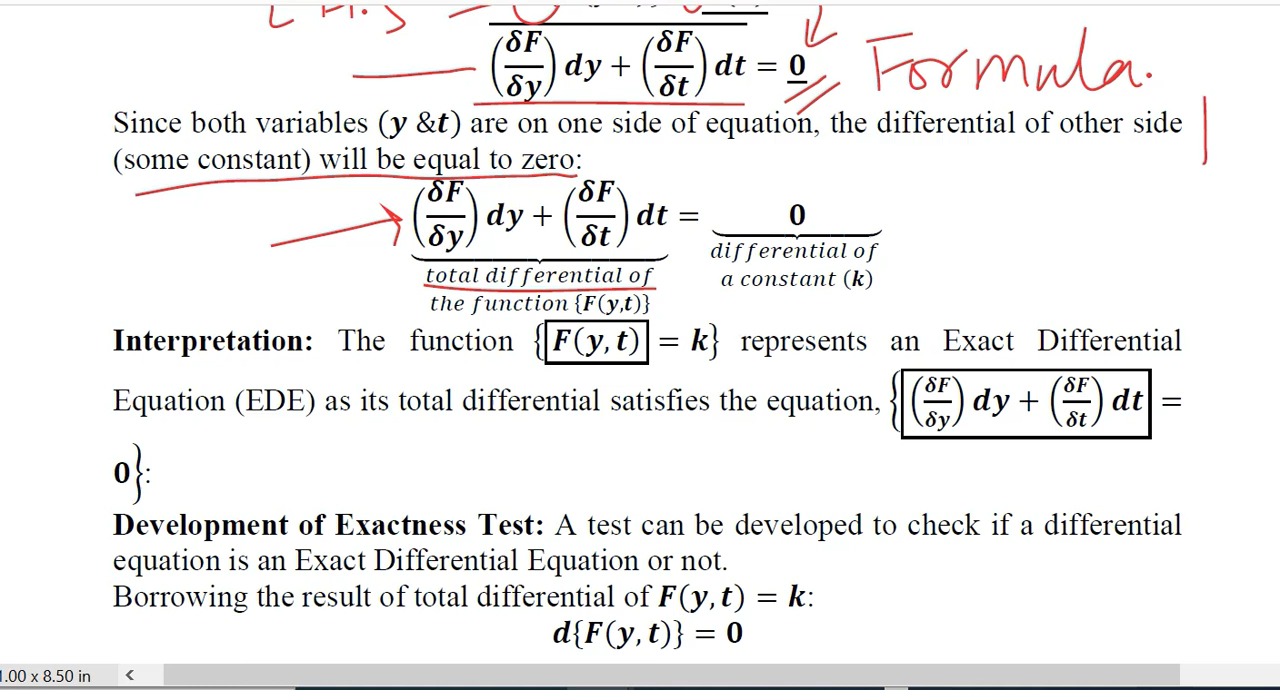 (δF/δy) dy + (δF/δt) dt = 0 Formula.
Since both variables (y &t) are on one side of equation, the differential of other side
(some constant) will be equal to zero:
(δF/δy) dy + (δF/δt) dt = 0
total differential of the function {F(y,t)}
differential of a constant (k)
Interpretation: The function {F(y, t) = k} represents an Exact Differential
Equation (EDE) as its total differential satisfies the equation, {(δF/δy) dy + (δF/δt) dt =
0}:
Development of Exactness Test: A test can be developed to check if a differential
equation is an Exact Differential Equation or not.
Borrowing the result of total differential of F(y, t) = k:
d{F(y, t)} = 0
1.00 x 8.50 in